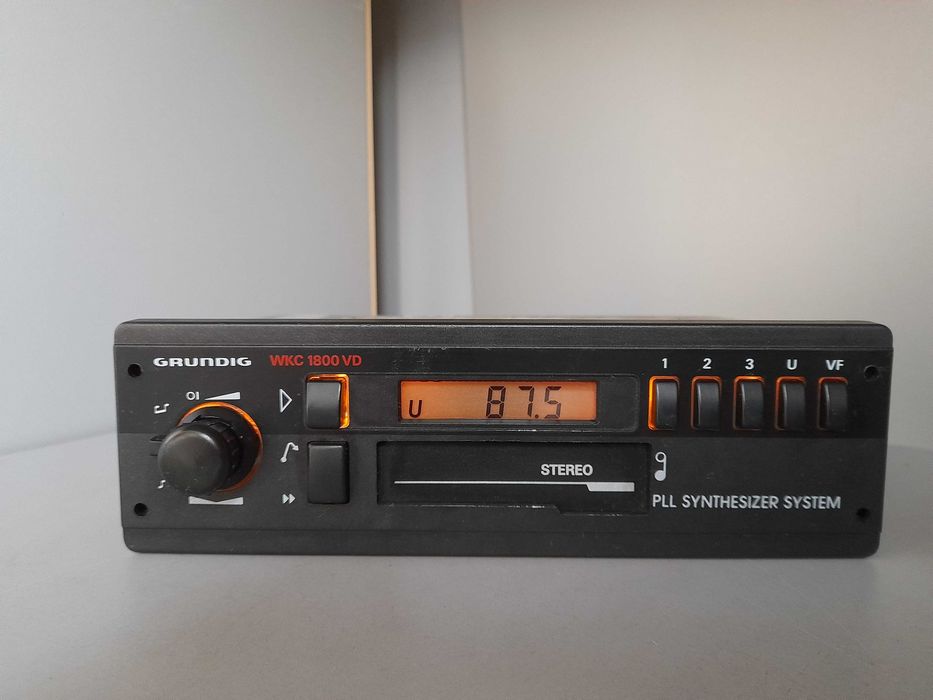 GRUNDIG WKC 1800 VD
1 2 3 U VF
U 87.5
STEREO
PLL SYNTHESIZER SYSTEM